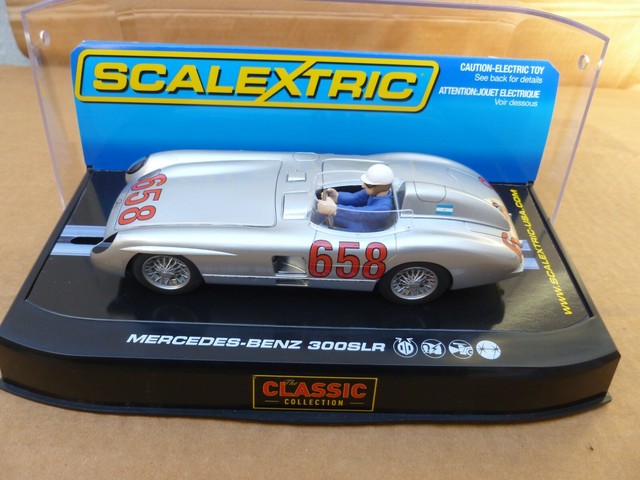 SCALEXTRIC
CAUTION-ELECTRIC TOY
See back for details
ATTENTION:JOUET ELECTRIQUE
Voir dessous
658
658
WWW.SCALEXTRIC-USA.COM
MERCEDES-BENZ 300SLR
The
CLASSIC
COLLECTION